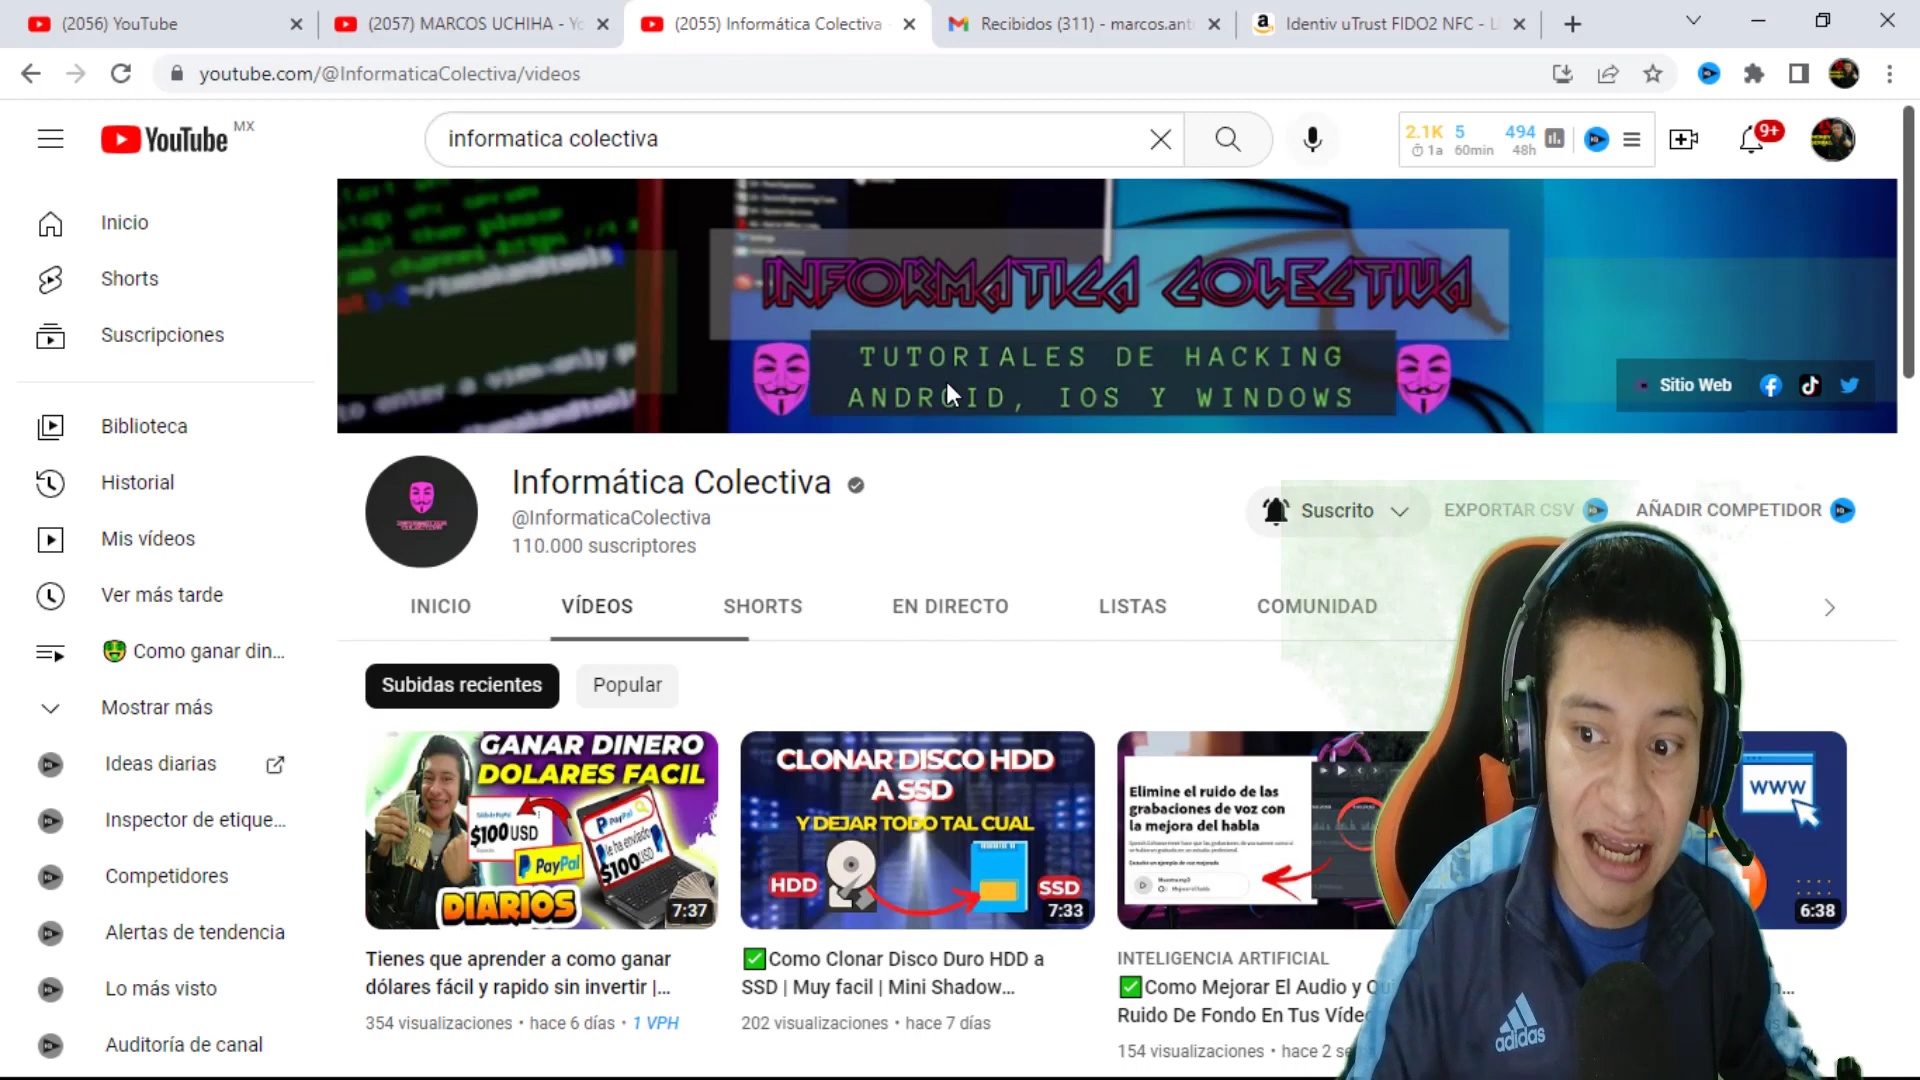 (2056) YouTube
(2057) MARCOS UCHIHA - Yo
(2055) Informática Colectiva
Recibidos (311) - marcos.ant
Identiv uTrust FIDO2 NFC - U
youtube.com/@InformaticaColectiva/videos
YouTube MX
informatica colectiva
2.1K 5 494
1a 60min 48h
9+
Inicio
Shorts
Suscripciones
Biblioteca
Historial
Mis vídeos
Ver más tarde
Como ganar din...
Mostrar más
Ideas diarias
Inspector de etique...
Competidores
Alertas de tendencia
Lo más visto
Auditoría de canal
INFORMATICA COLECTIVA
TUTORIALES DE HACKING
ANDROID, IOS Y WINDOWS
Sitio Web
Informática Colectiva
@InformaticaColectiva
110.000 suscriptores
Suscrito
EXPORTAR CSV
AÑADIR COMPETIDOR
INICIO
VÍDEOS
SHORTS
EN DIRECTO
LISTAS
COMUNIDAD
Subidas recientes
Popular
GANAR DINERO
DOLARES FACIL
$100USD
PayPal
PayPal
le ha enviado
$100USD
DIARIOS
7:37
CLONAR DISCO HDD
A SSD
Y DEJAR TODO TAL CUAL
HDD
SSD
7:33
Elimine el ruido de las
grabaciones de voz con
la mejora del habla
WWW
6:38
Tienes que aprender a como ganar
dólares fácil y rapido sin invertir |...
354 visualizaciones • hace 6 días • 1 VPH
Como Clonar Disco Duro HDD a
SSD | Muy facil | Mini Shadow...
202 visualizaciones • hace 7 días
INTELIGENCIA ARTIFICIAL
Como Mejorar El Audio y Qui
Ruido De Fondo En Tus Víde
154 visualizaciones • hace 2 se
adidas